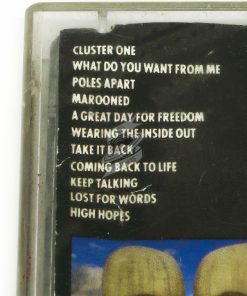 CLUSTER ONE
WHAT DO YOU WANT FROM ME
POLES APART
MAROONED
A GREAT DAY FOR FREEDOM
WEARING THE INSIDE OUT
TAKE IT BACK
COMING BACK TO LIFE
KEEP TALKING
LOST FOR WORDS
HIGH HOPES